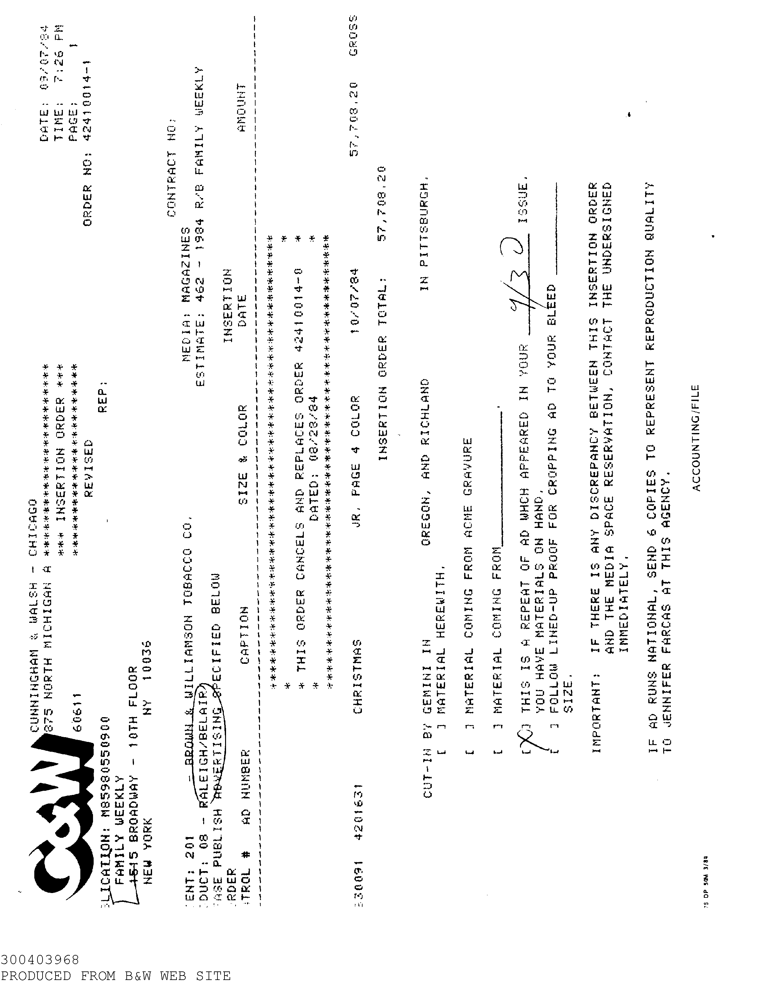 C&W
CUNNINGHAM & WALSH - CHICAGO
875 NORTH MICHIGAN A ************************
*** INSERTION ORDER ***
60611 ************************
REVISED
DATE: 09/07/84
TIME: 7:26 PM
PAGE: 1
ORDER NO: 42410014-1
LICATION: M85980550900 REP:
FAMILY WEEKLY
1515 BROADWAY - 10TH FLOOR
NEW YORK NY 10036
CONTRACT NO:
ENT: 201 - BROWN & WILLIAMSON TOBACCO CO. MEDIA: MAGAZINES
DUCT: 08 - RALEIGH/BELAIR ESTIMATE: 462 - 1984 R/B FAMILY WEEKLY
ASE PUBLISH ADVERTISING SPECIFIED BELOW
RDER INSERTION
TROL # AD NUMBER CAPTION SIZE & COLOR DATE AMOUNT
* THIS ORDER CANCELS AND REPLACES ORDER 42410014-0 *
* DATED: 08/28/84 *
30091 4201631 CHRISTMAS JR. PAGE 4 COLOR 10/07/84 57,708.20 GROSS
INSERTION ORDER TOTAL: 57,708.20
CUT-IN BY GEMINI IN OREGON, AND RICHLAND IN PITTSBURGH.
[ ] MATERIAL HEREWITH.
[ ] MATERIAL COMING FROM ACME GRAVURE
[ ] MATERIAL COMING FROM_______________.
[X] THIS IS A REPEAT OF AD WHCH APPEARED IN YOUR 9/30 ISSUE.
YOU HAVE MATERIALS ON HAND.
[ ] FOLLOW LINED-UP PROOF FOR CROPPING AD TO YOUR BLEED __________
SIZE.
IMPORTANT: IF THERE IS ANY DISCREPANCY BETWEEN THIS INSERTION ORDER
AND THE MEDIA SPACE RESERVATION, CONTACT THE UNDERSIGNED
IMMEDIATELY.
IF AD RUNS NATIONAL, SEND 6 COPIES TO REPRESENT REPRODUCTION QUALITY
TO JENNIFER FARCAS AT THIS AGENCY.
ACCOUNTING/FILE
300403968
PRODUCED FROM B&W WEB SITE